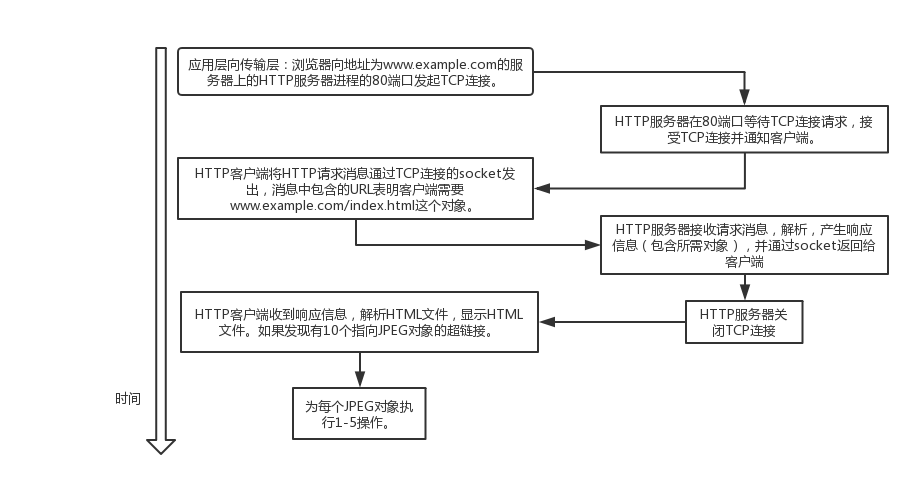 应用层向传输层：浏览器向地址为www.example.com的服
务器上的HTTP服务器进程的80端口发起TCP连接。
HTTP服务器在80端口等待TCP连接请求，接
受TCP连接并通知客户端。
HTTP客户端将HTTP请求消息通过TCP连接的socket发
出，消息中包含的URL表明客户端需要
www.example.com/index.html这个对象。
HTTP服务器接收请求消息，解析，产生响应
信息（包含所需对象），并通过socket返回给
客户端
HTTP服务器关
闭TCP连接
HTTP客户端收到响应信息，解析HTML文件，显示HTML
文件。如果发现有10个指向JPEG对象的超链接。
为每个JPEG对象执
行1-5操作。
时间